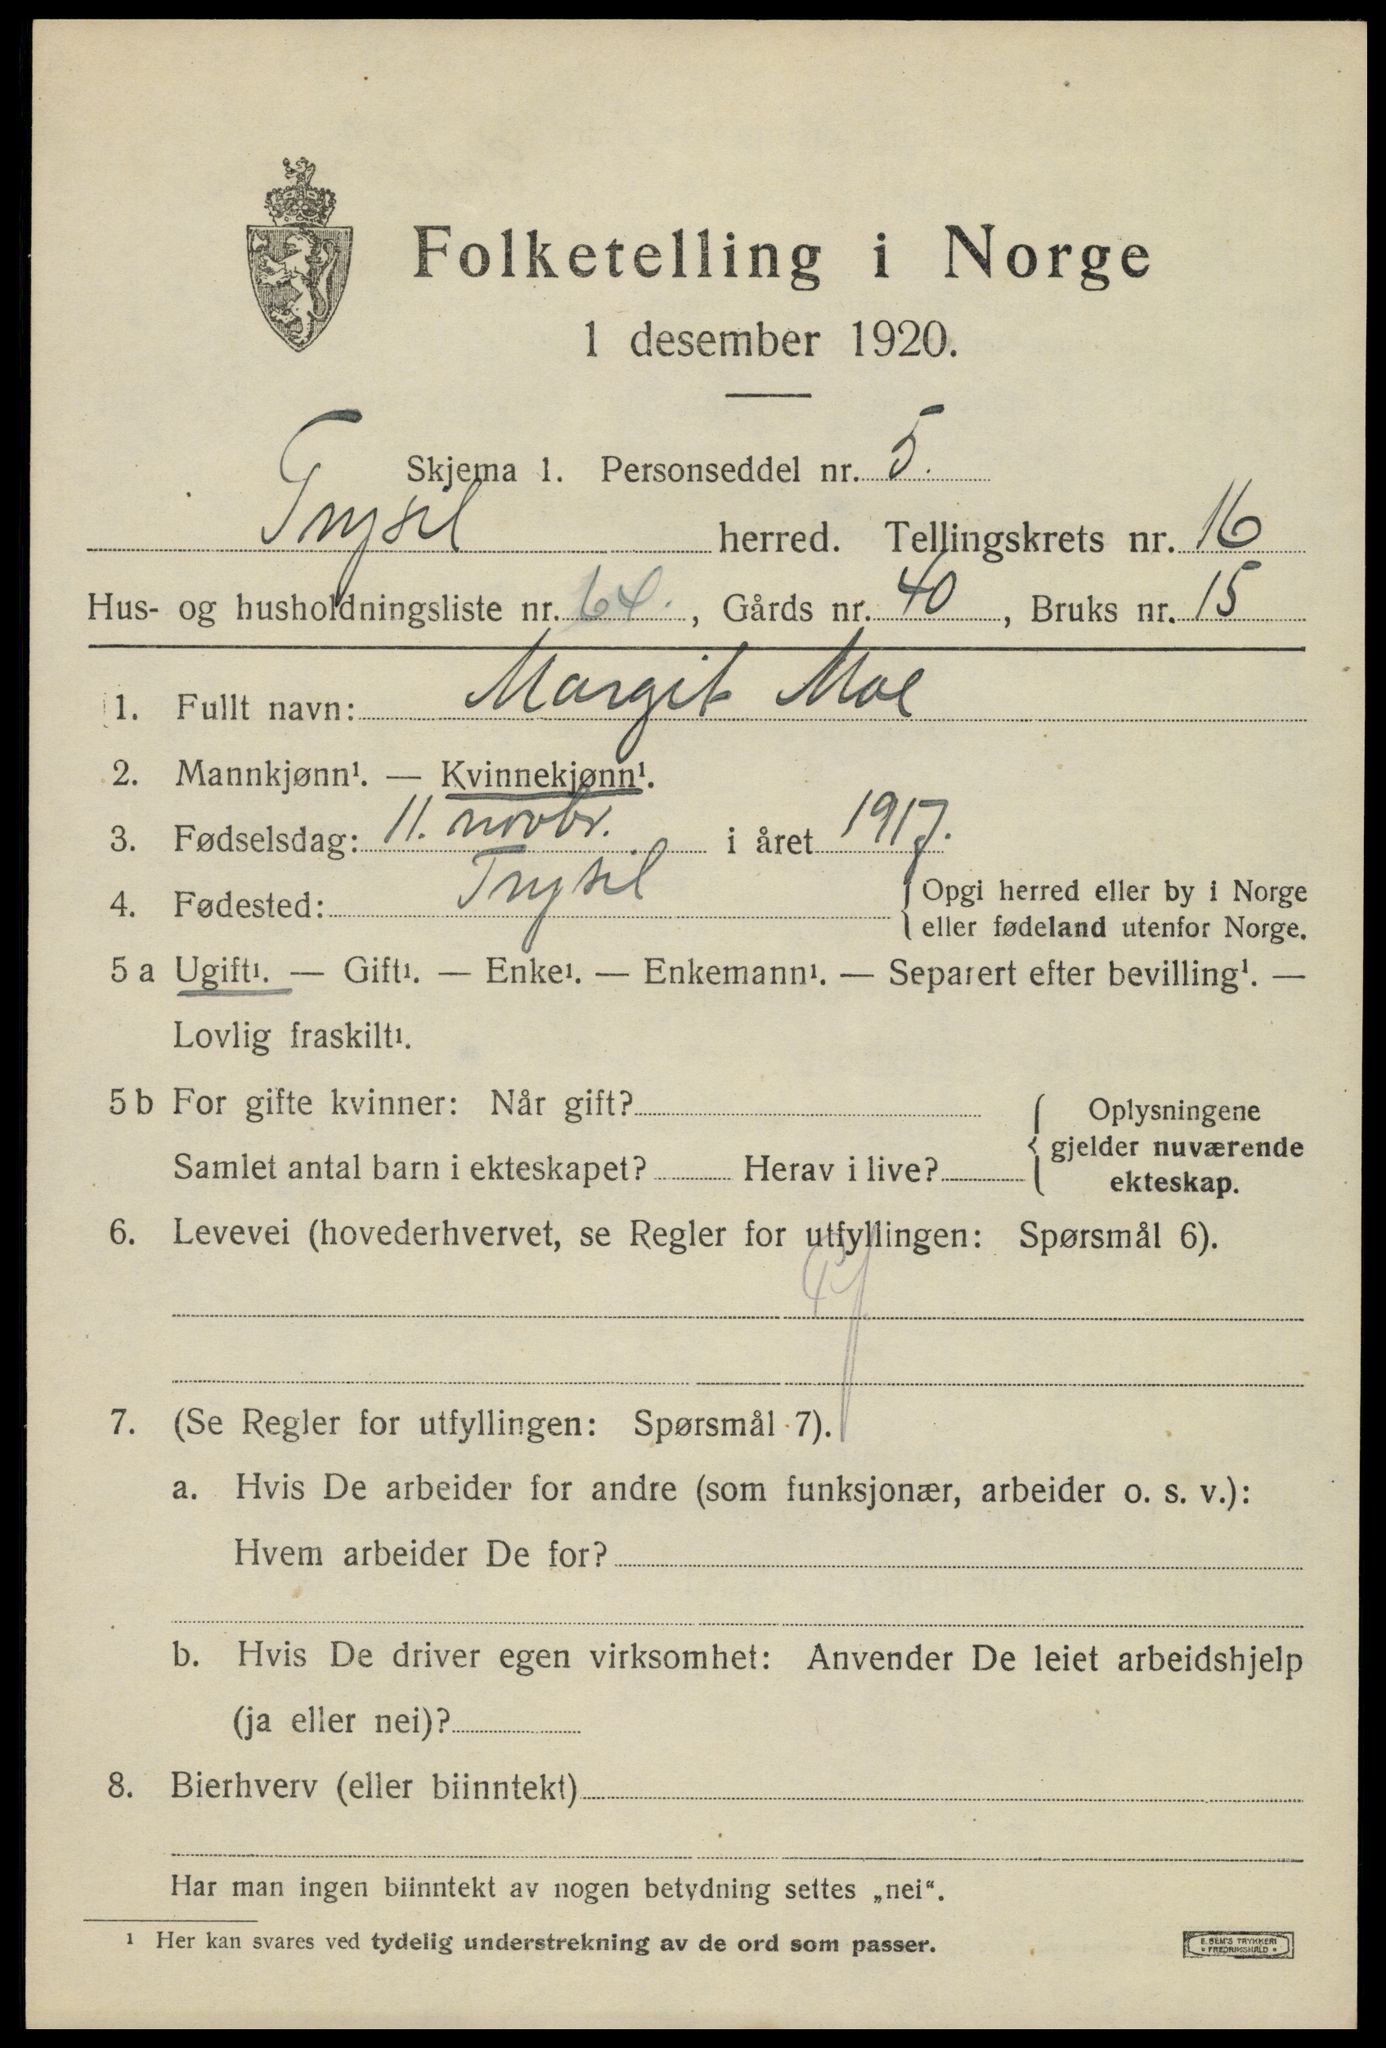 Folketelling i Norge
1 desember 1920.
Skjema 1. Personseddel nr. 5.
Trysil herred. Tellingskrets nr. 16
Hus- og husholdningsliste nr. 64., Gårds nr. 40, Bruks nr. 15
1. Fullt navn: Margit Moe
2. Mannkjønn¹. — Kvinnekjønn¹.
3. Fødselsdag: 11. novbr. i året 1917.
4. Fødested: Trysil { Opgi herred eller by i Norge
eller fødeland utenfor Norge.
5 a Ugift¹. — Gift¹. — Enke¹. — Enkemann¹. — Separert efter bevilling¹. —
Lovlig fraskilt¹.
5 b For gifte kvinner: Når gift?
Samlet antal barn i ekteskapet? Herav i live?
Oplysningene
gjelder nuværende
ekteskap.
6. Levevei (hovederhvervet, se Regler for utfyllingen: Spørsmål 6).
7. (Se Regler for utfyllingen: Spørsmål 7).
a. Hvis De arbeider for andre (som funksjonær, arbeider o. s. v.):
Hvem arbeider De for?
b. Hvis De driver egen virksomhet: Anvender De leiet arbeidshjelp
(ja eller nei)?
8. Bierhverv (eller biinntekt)
Har man ingen biinntekt av nogen betydning settes „nei“.
¹ Her kan svares ved tydelig understrekning av de ord som passer.
E. SEM'S TRYKKERI
• FREDRIKSHALD •